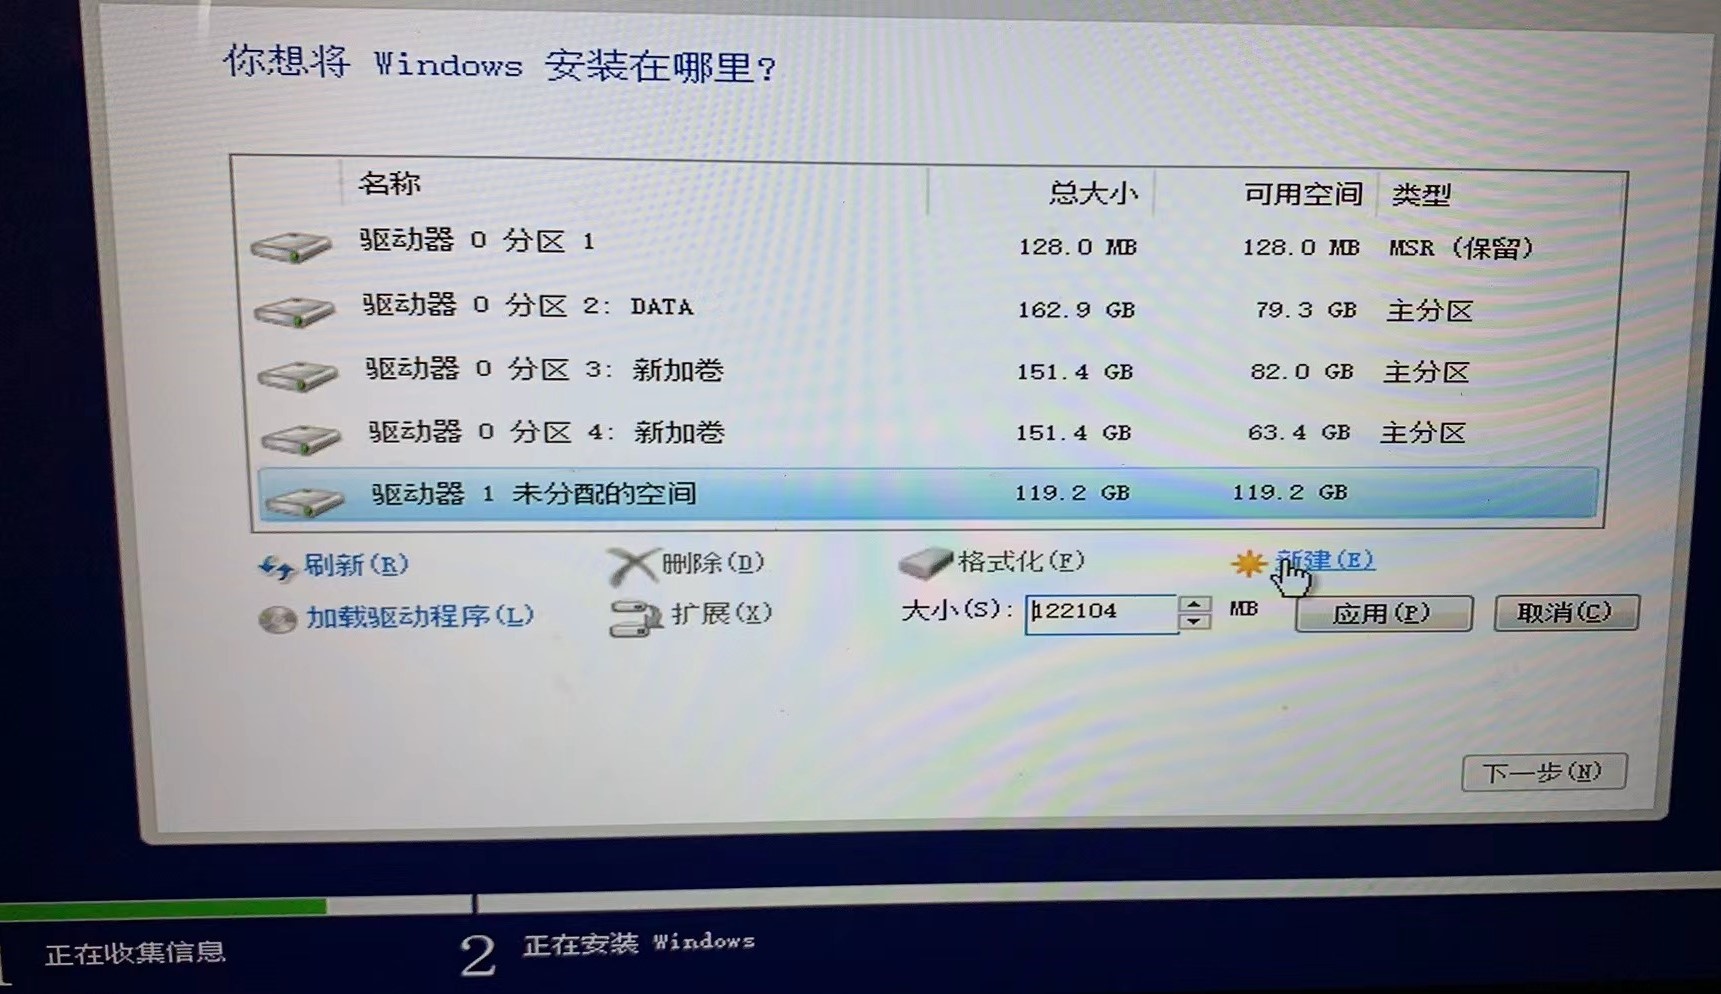 你想将 Windows 安装在哪里?
名称 总大小 可用空间 类型
驱动器 0 分区 1 128.0 MB 128.0 MB MSR (保留)
驱动器 0 分区 2: DATA 162.9 GB 79.3 GB 主分区
驱动器 0 分区 3: 新加卷 151.4 GB 82.0 GB 主分区
驱动器 0 分区 4: 新加卷 151.4 GB 63.4 GB 主分区
驱动器 1 未分配的空间 119.2 GB 119.2 GB
刷新(R) 删除(D) 格式化(F) 新建(E)
加载驱动程序(L) 扩展(X) 大小(S): 122104 MB 应用(P) 取消(C)
下一步(N)
1 正在收集信息 2 正在安装 Windows